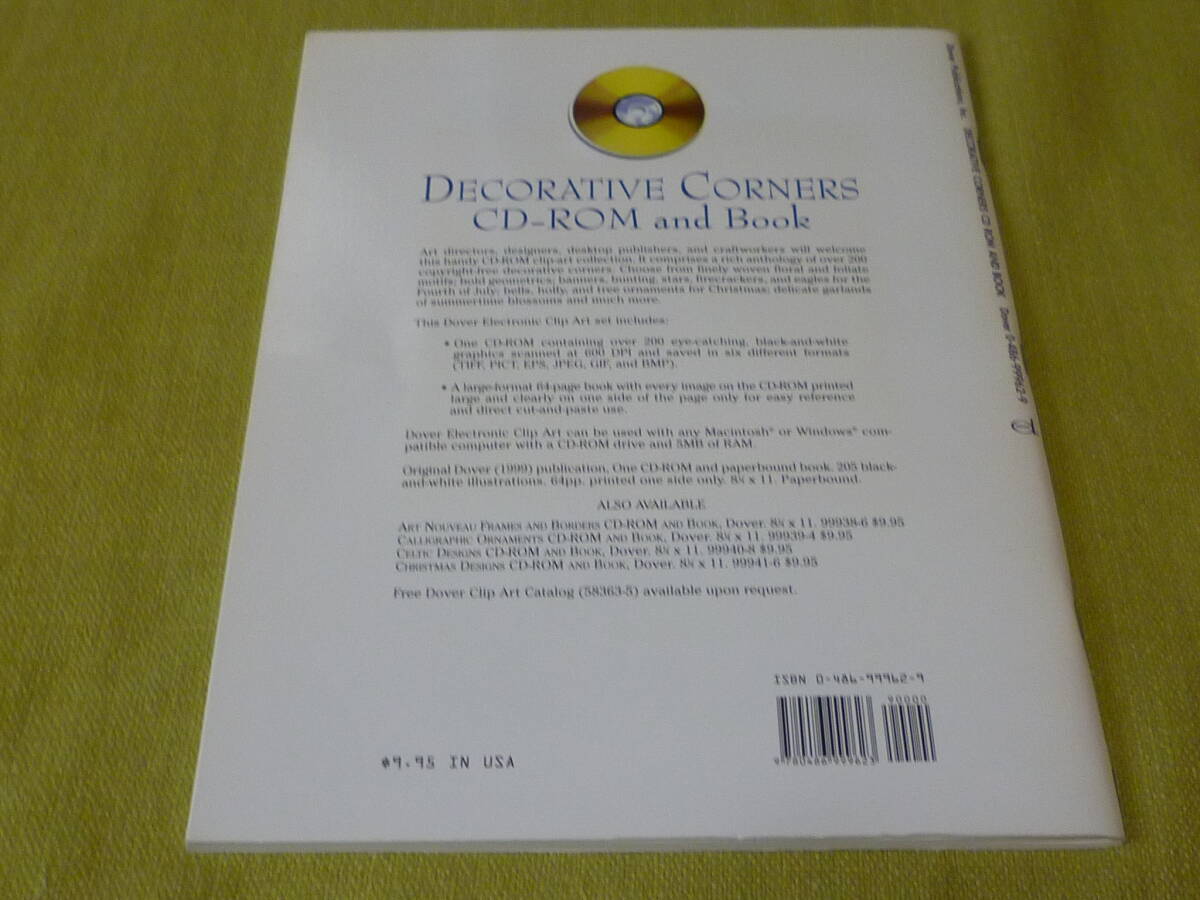 DECORATIVE CORNERS
CD-ROM and Book
Art directors, designers, desktop publishers, and craftworkers will welcome
this handy CD-ROM clip-art collection. It comprises a rich anthology of over 200
copyright-free decorative corners. Choose from finely woven floral and foliate
motifs; bold geometrics; banners, bunting, stars, firecrackers, and eagles for the
Fourth of July; bells, holly, and tree ornaments for Christmas; delicate garlands
of summertime blossoms and much more.
This Dover Electronic Clip Art set includes:
• One CD-ROM containing over 200 eye-catching, black-and-white
graphics scanned at 600 DPI and saved in six different formats
(TIFF, PICT, EPS, JPEG, GIF, and BMP).
• A large-format 64-page book with every image on the CD-ROM printed
large and clearly on one side of the page only for easy reference
and direct cut-and-paste use.
Dover Electronic Clip Art can be used with any Macintosh® or Windows® com-
patible computer with a CD-ROM drive and 5MB of RAM.
Original Dover (1999) publication. One CD-ROM and paperbound book. 205 black-
and-white illustrations. 64pp. printed one side only. 8¼ x 11. Paperbound.
ALSO AVAILABLE
ART NOUVEAU FRAMES AND BORDERS CD-ROM AND BOOK, Dover. 8¼ x 11. 99938-6 $9.95
CALLIGRAPHIC ORNAMENTS CD-ROM AND BOOK, Dover. 8¼ x 11. 99939-4 $9.95
CELTIC DESIGNS CD-ROM AND BOOK, Dover. 8¼ x 11. 99940-8 $9.95
CHRISTMAS DESIGNS CD-ROM AND BOOK, Dover. 8¼ x 11. 99941-6 $9.95
Free Dover Clip Art Catalog (58363-5) available upon request.
ISBN 0-486-99962-9
90000
9 780486 999623
$9.95 IN USA
Dover Publications, Inc. DECORATIVE CORNERS CD-ROM AND BOOK Dover 0-486-99962-9